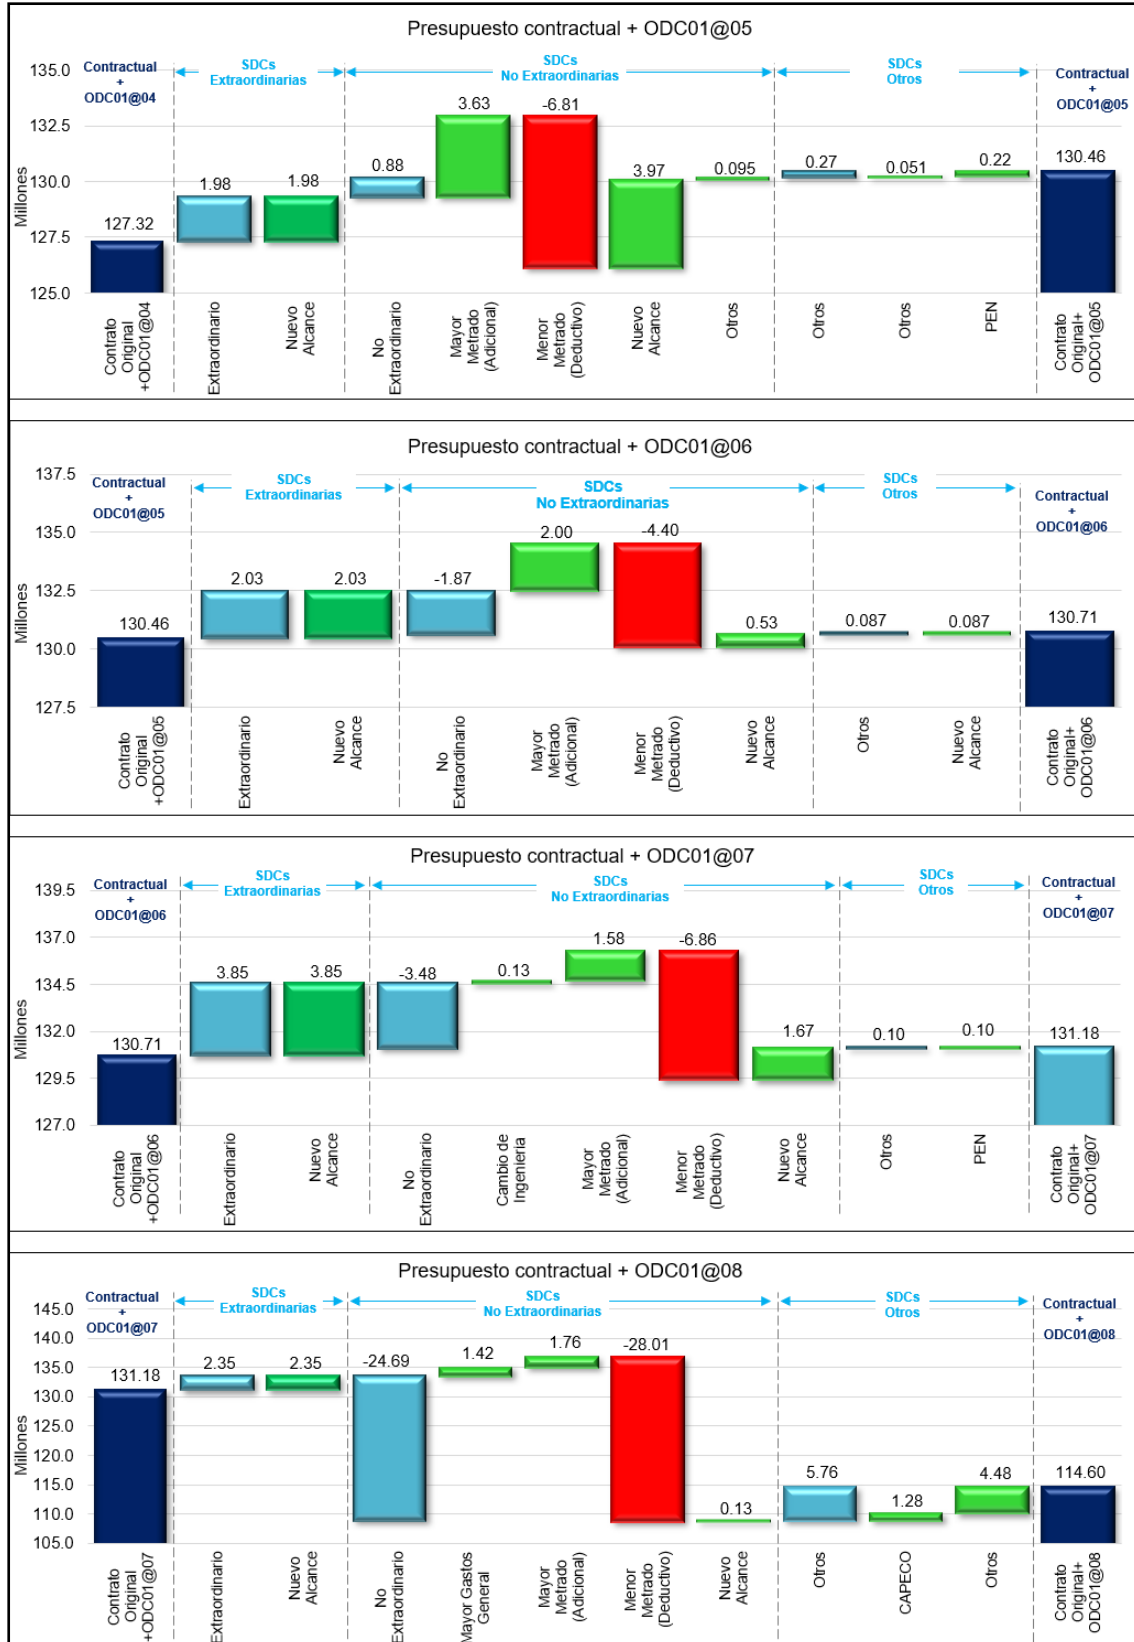 Presupuesto contractual + ODC01@05
Contractual
+
ODC01@04
SDCs
Extraordinarias
SDCs
No Extraordinarias
SDCs
Otros
Contractual
+
ODC01@05
Millones
135.0
132.5
130.0
127.5
125.0
127.32
1.98
1.98
0.88
3.63
-6.81
3.97
0.095
0.27
0.051
0.22
130.46
Contrato
Original
+ODC01@04
Extraordinario
Nuevo
Alcance
No
Extraordinario
Mayor
Metrado
(Adicional)
Menor
Metrado
(Deductivo)
Nuevo
Alcance
Otros
Otros
Otros
PEN
Contrato
Original+
ODC01@05
Presupuesto contractual + ODC01@06
Contractual
+
ODC01@05
SDCs
Extraordinarias
SDCs
No Extraordinarias
SDCs
Otros
Contractual
+
ODC01@06
Millones
137.5
135.0
132.5
130.0
127.5
130.46
2.03
2.03
-1.87
2.00
-4.40
0.53
0.087
0.087
130.71
Contrato
Original
+ODC01@05
Extraordinario
Nuevo
Alcance
No
Extraordinario
Mayor
Metrado
(Adicional)
Menor
Metrado
(Deductivo)
Nuevo
Alcance
Otros
Nuevo
Alcance
Contrato
Original+
ODC01@06
Presupuesto contractual + ODC01@07
Contractual
+
ODC01@06
SDCs
Extraordinarias
SDCs
No Extraordinarias
SDCs
Otros
Contractual
+
ODC01@07
Millones
139.5
137.0
134.5
132.0
129.5
127.0
130.71
3.85
3.85
-3.48
0.13
1.58
-6.86
1.67
0.10
0.10
131.18
Contrato
Original
+ODC01@06
Extraordinario
Nuevo
Alcance
No
Extraordinario
Cambio de
Ingenieria
Mayor
Metrado
(Adicional)
Menor
Metrado
(Deductivo)
Nuevo
Alcance
Otros
PEN
Contrato
Original+
ODC01@07
Presupuesto contractual + ODC01@08
Contractual
+
ODC01@07
SDCs
Extraordinarias
SDCs
No Extraordinarias
SDCs
Otros
Contractual
+
ODC01@08
Millones
145.0
140.0
135.0
130.0
125.0
120.0
115.0
110.0
105.0
131.18
2.35
2.35
-24.69
1.42
1.76
-28.01
0.13
5.76
1.28
4.48
114.60
Contrato
Original
+ODC01@07
Extraordinario
Nuevo
Alcance
No
Extraordinario
Mayor Gastos
General
Mayor
Metrado
(Adicional)
Menor
Metrado
(Deductivo)
Nuevo
Alcance
Otros
CAPECO
Otros
Contrato
Original+
ODC01@08